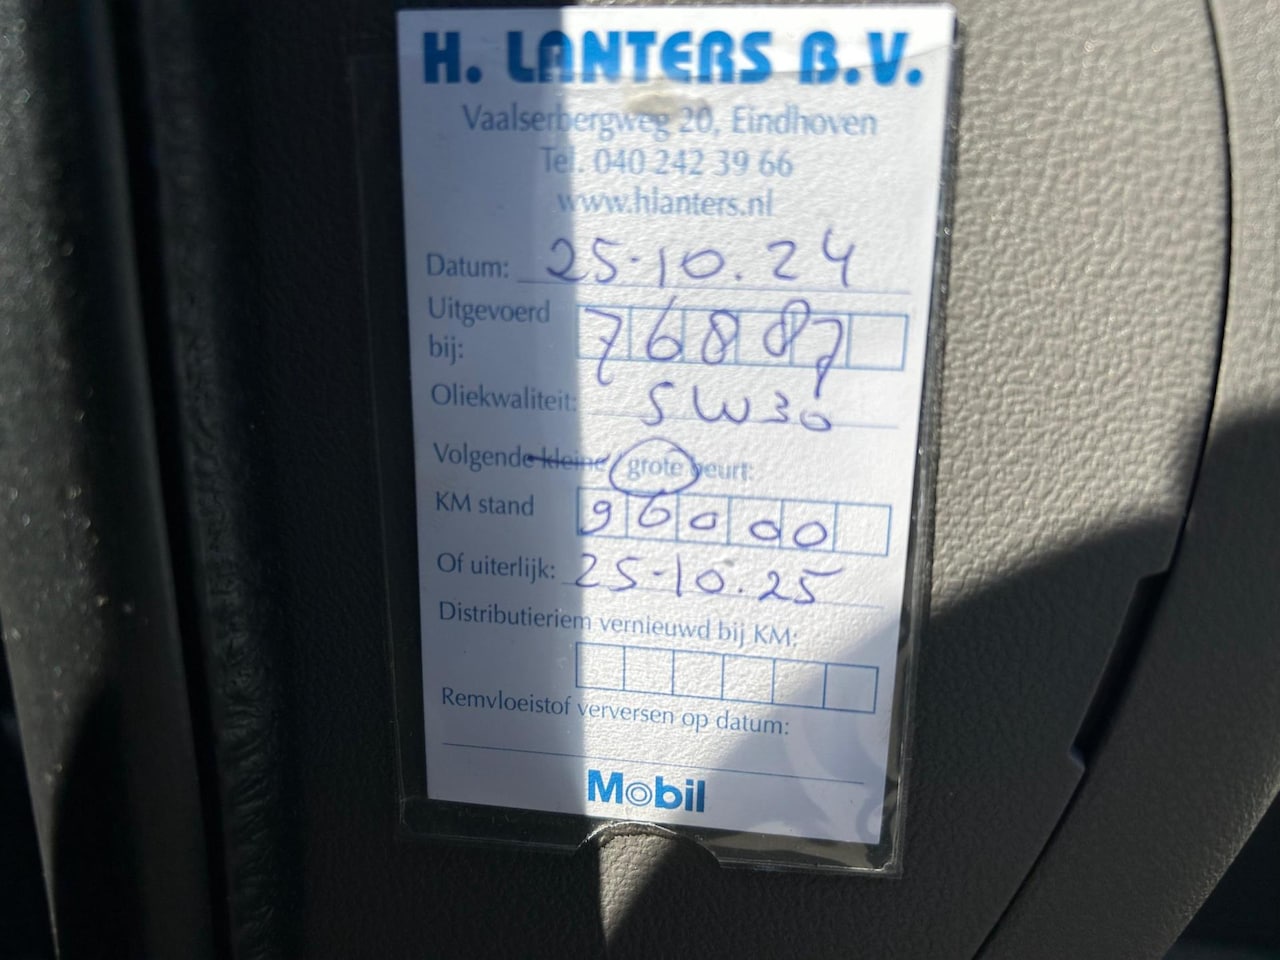 H. LANTERS B.V.
Vaalserbergweg 20, Eindhoven
Tel. 040 242 39 66
www.hlanters.nl
Datum: 25-10.24
Uitgevoerd bij: 76887
Oliekwaliteit: 5W30
Volgende kleine/grote beurt:
KM stand 96000
Of uiterlijk: 25-10.25
Distributieriem vernieuwd bij KM:
Remvloeistof verversen op datum:
Mobil